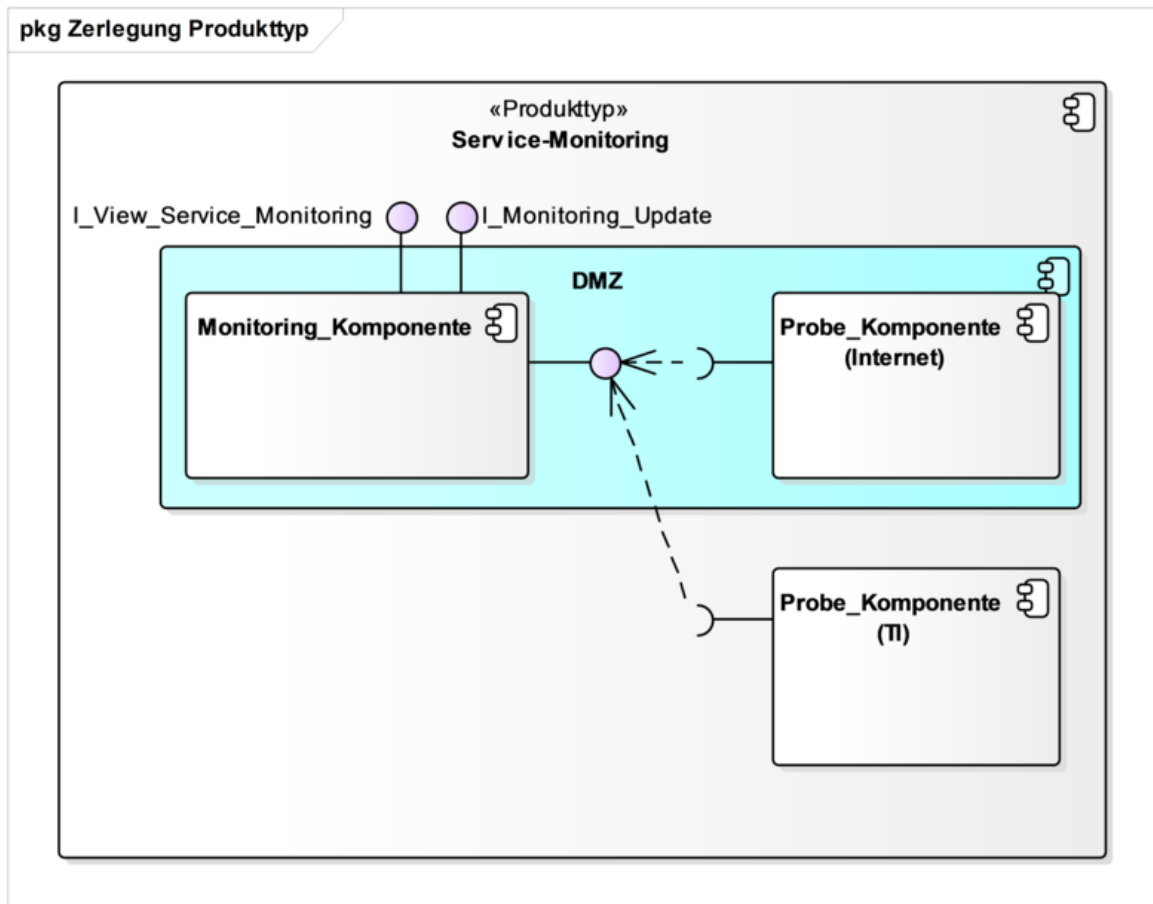 pkg Zerlegung Produkttyp
«Produkttyp»
Service-Monitoring
I_View_Service_Monitoring
I_Monitoring_Update
DMZ
Monitoring_Komponente
Probe_Komponente
(Internet)
Probe_Komponente
(TI)